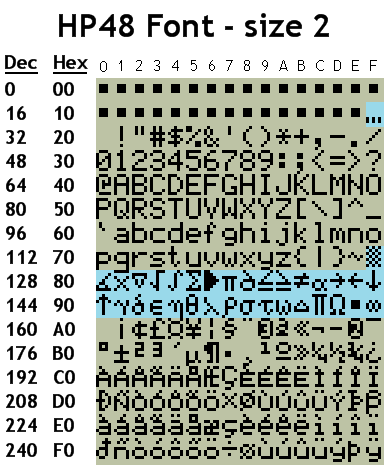 HP48 Font - size 2
Dec Hex 0 1 2 3 4 5 6 7 8 9 A B C D E F
0 00 ■■■■■■■■■■■■■■■■
16 10 ■■■■■■■■■■■■■■■…
32 20 !"#$%&'()*+,-./
48 30 0123456789:;<=>?
64 40 @ABCDEFGHIJKLMNO
80 50 PQRSTUVWXYZ[\]^_
96 60 `abcdefghijklmno
112 70 pqrstuvwxyz{|}~▒
128 80 ∡x̄∇√∫Σ▶π∂≤≥≠α→←↓
144 90 ↑γδεηθλρστωΔΠΩ■∞
160 A0 ¡¢£¤¥¦§¨©ª«¬-®¯
176 B0 °±²³´µ¶·¸¹º»¼½¾¿
192 C0 ÀÁÂÃÄÅÆÇÈÉÊËÌÍÎÏ
208 D0 ÐÑÒÓÔÕÖ×ØÙÚÛÜÝÞß
224 E0 àáâãäåæçèéêëìíîï
240 F0 ðñòóôõö÷øùúûüýþÿ